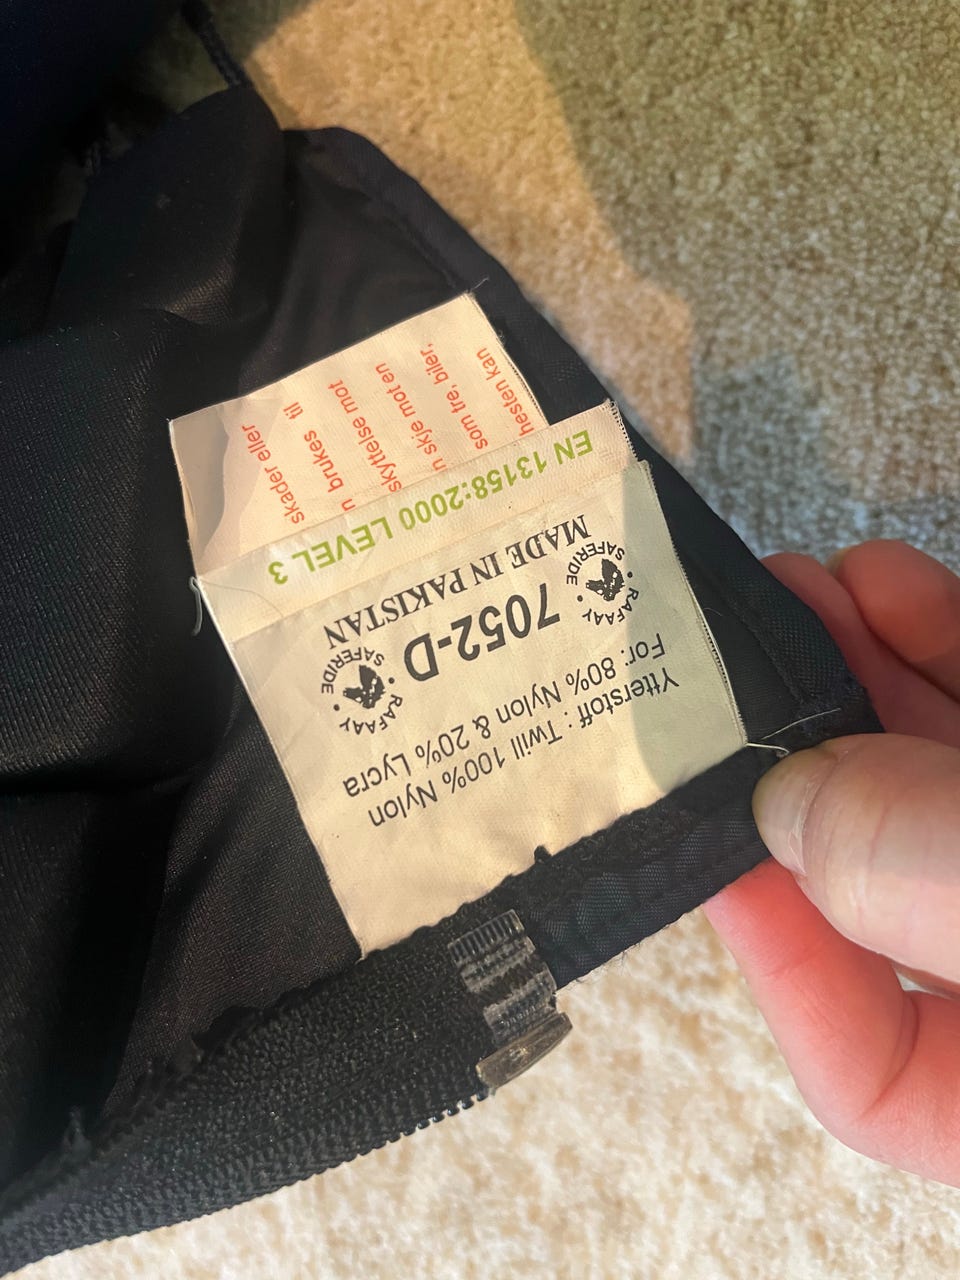 Ytterstoff : Twill 100% Nylon
For: 80% Nylon & 20% Lycra
RAFAAY
SAFERIDE
7052-D
RAFAAY
SAFERIDE
MADE IN PAKISTAN
EN 13158:2000 LEVEL 3
skader eller
n brukes til
skyttelse mot
n skje mot en
som tre, biler,
hesten kan